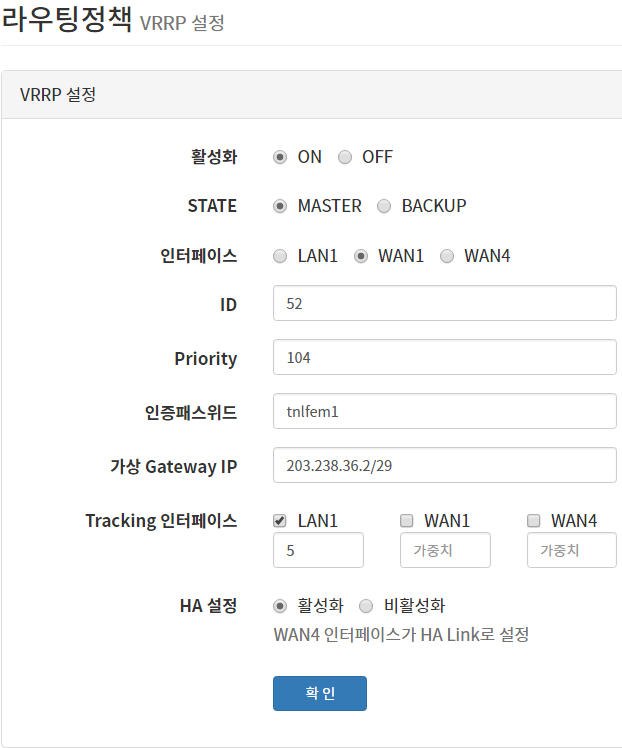 라우팅정책 VRRP 설정
VRRP 설정
활성화 ON OFF
STATE MASTER BACKUP
인터페이스 LAN1 WAN1 WAN4
ID 52
Priority 104
인증패스위드 tnlfem1
가상 Gateway IP 203.238.36.2/29
Tracking 인터페이스 LAN1 WAN1 WAN4
5 가중치 가중치
HA 설정 활성화 비활성화
WAN4 인터페이스가 HA Link로 설정
확 인